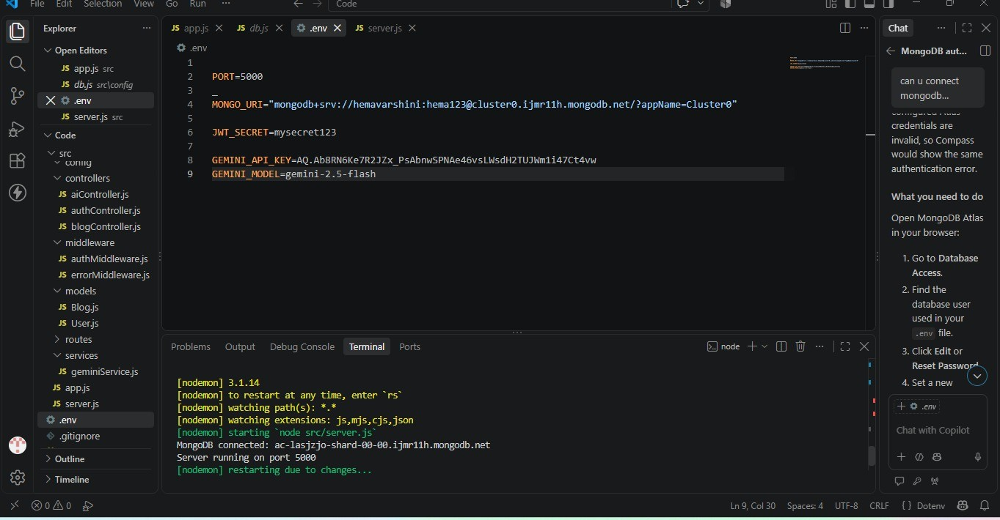 File Edit Selection View Go Run ··· Code
Explorer ···
Open Editors
JS app.js src
JS db.js src\config
.env
JS server.js src
Code
src
config
controllers
JS aiController.js
JS authController.js
JS blogController.js
middleware
JS authMiddleware.js
JS errorMiddleware.js
models
JS Blog.js
JS User.js
routes
services
JS geminiService.js
JS app.js
JS server.js
.env
.gitignore
Outline
Timeline
JS app.js JS db.js .env JS server.js
.env
1
2 PORT=5000
3 _
4 MONGO_URI="mongodb+srv://hemavarshini:hema123@cluster0.ijmr11h.mongodb.net/?appName=Cluster0"
5
6 JWT_SECRET=mysecret123
7
8 GEMINI_API_KEY=AQ.Ab8RN6Ke7R2JZx_PsAbnwSPNAe46vsLWsdH2TUJWm1i47Ct4vw
9 GEMINI_MODEL=gemini-2.5-flash
Problems Output Debug Console Terminal Ports node
[nodemon] 3.1.14
[nodemon] to restart at any time, enter `rs`
[nodemon] watching path(s): *.*
[nodemon] watching extensions: js,mjs,cjs,json
[nodemon] starting `node src/server.js`
MongoDB connected: ac-lasjzjo-shard-00-00.ijmr11h.mongodb.net
Server running on port 5000
[nodemon] restarting due to changes...
Chat
MongoDB aut...
can u connect
mongodb...
configured Atlas
credentials are
invalid, so Compass
would show the same
authentication error.
What you need to do
Open MongoDB Atlas
in your browser:
1. Go to Database
Access.
2. Find the
database user
used in your
.env file.
3. Click Edit or
Reset Password
4. Set a new
.env
Chat with Copilot
0 0
Ln 9, Col 30 Spaces: 4 UTF-8 CRLF { } Dotenv